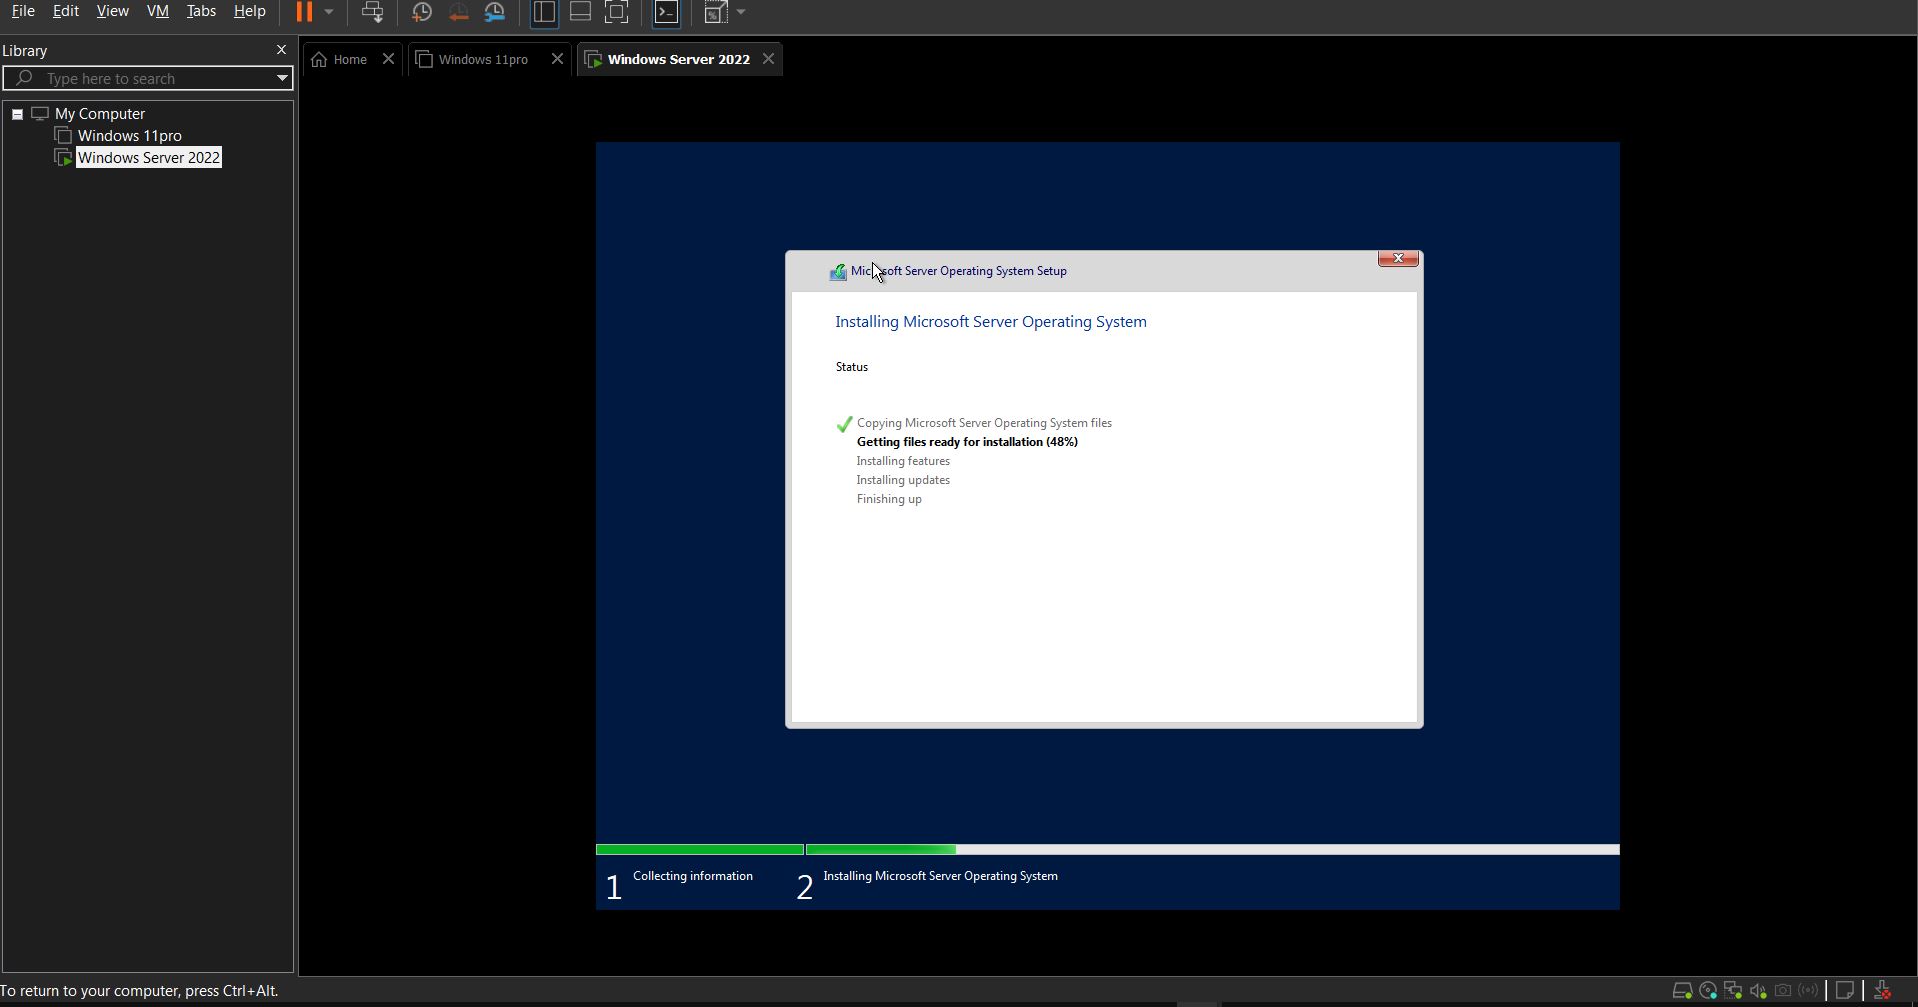 File Edit View VM Tabs Help
Library
Type here to search
My Computer
Windows 11pro
Windows Server 2022
Home
Windows 11pro
Windows Server 2022
Microsoft Server Operating System Setup
Installing Microsoft Server Operating System
Status
Copying Microsoft Server Operating System files
Getting files ready for installation (48%)
Installing features
Installing updates
Finishing up
1 Collecting information
2 Installing Microsoft Server Operating System
To return to your computer, press Ctrl+Alt.